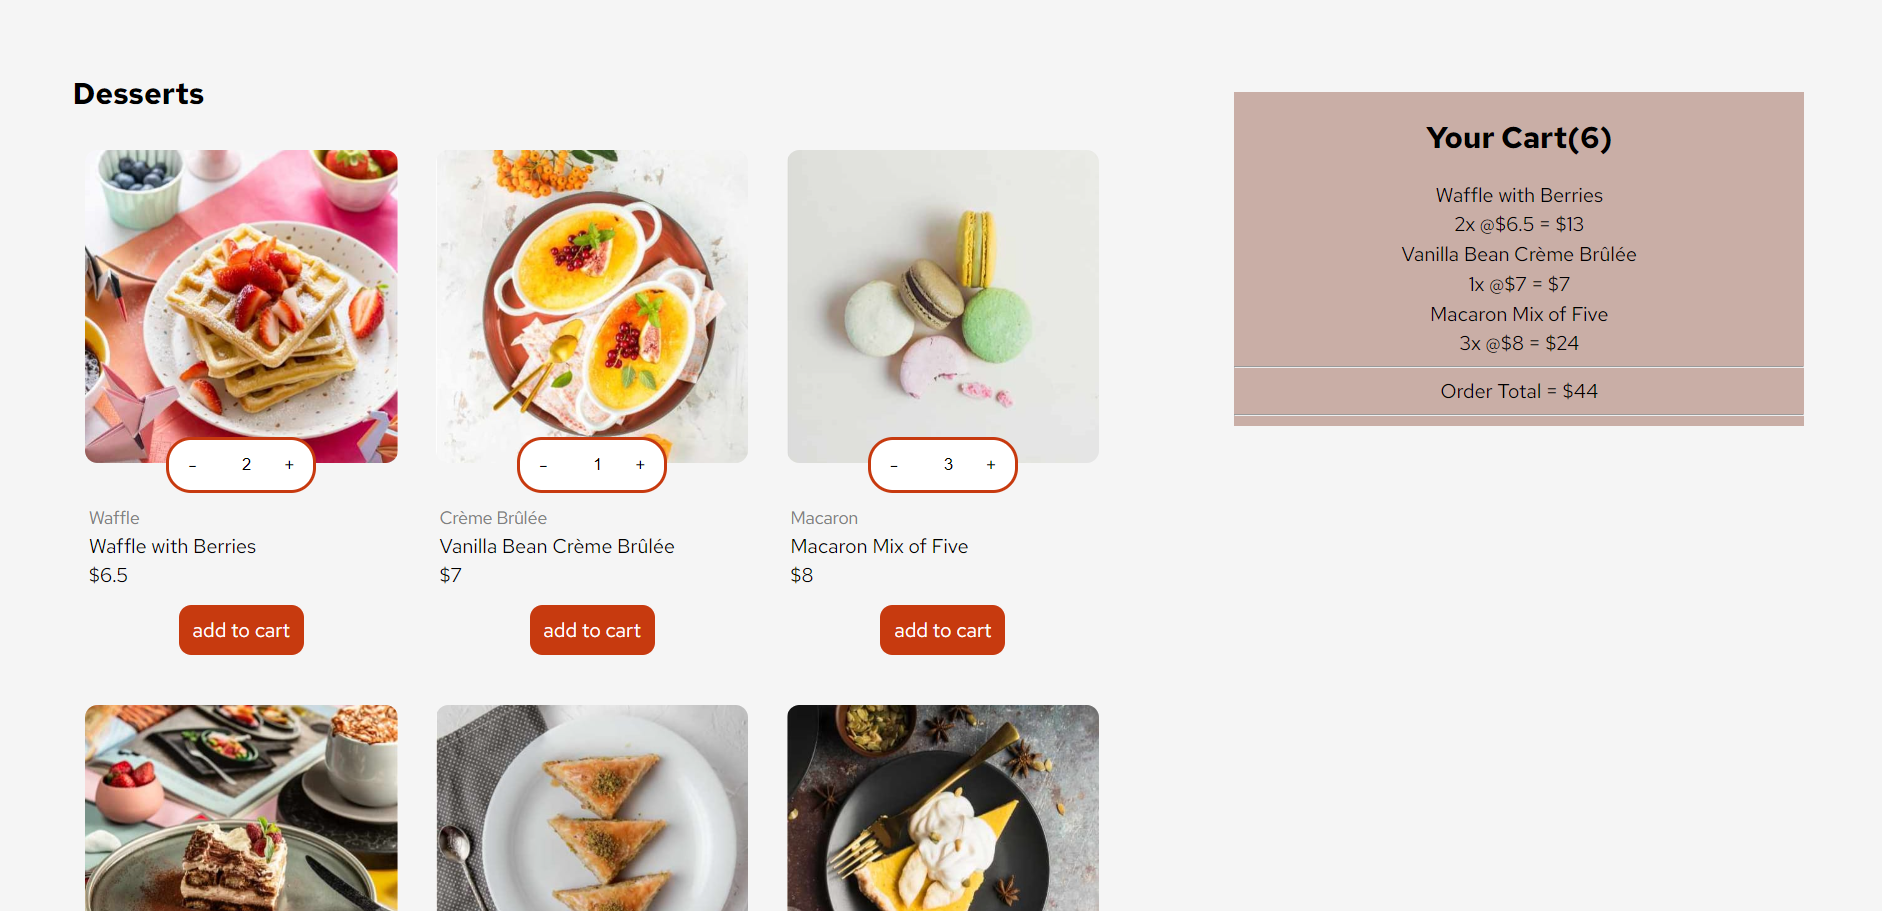 Desserts
– 2 +
Waffle
Waffle with Berries
$6.5
add to cart
– 1 +
Crème Brûlée
Vanilla Bean Crème Brûlée
$7
add to cart
– 3 +
Macaron
Macaron Mix of Five
$8
add to cart
Your Cart(6)
Waffle with Berries
2x @$6.5 = $13
Vanilla Bean Crème Brûlée
1x @$7 = $7
Macaron Mix of Five
3x @$8 = $24
Order Total = $44